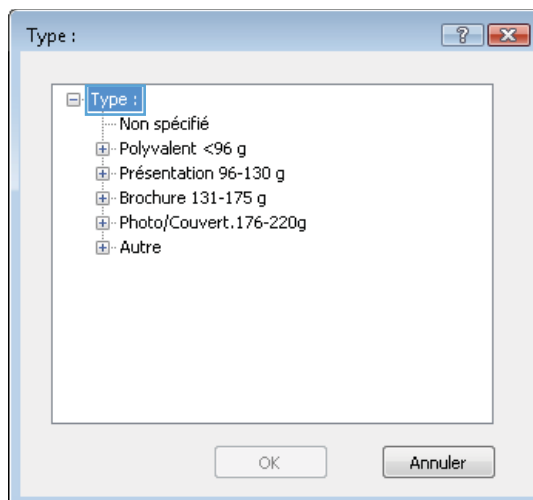 Type :
Type :
Non spécifié
Polyvalent <96 g
Présentation 96-130 g
Brochure 131-175 g
Photo/Couvert.176-220g
Autre
OK
Annuler